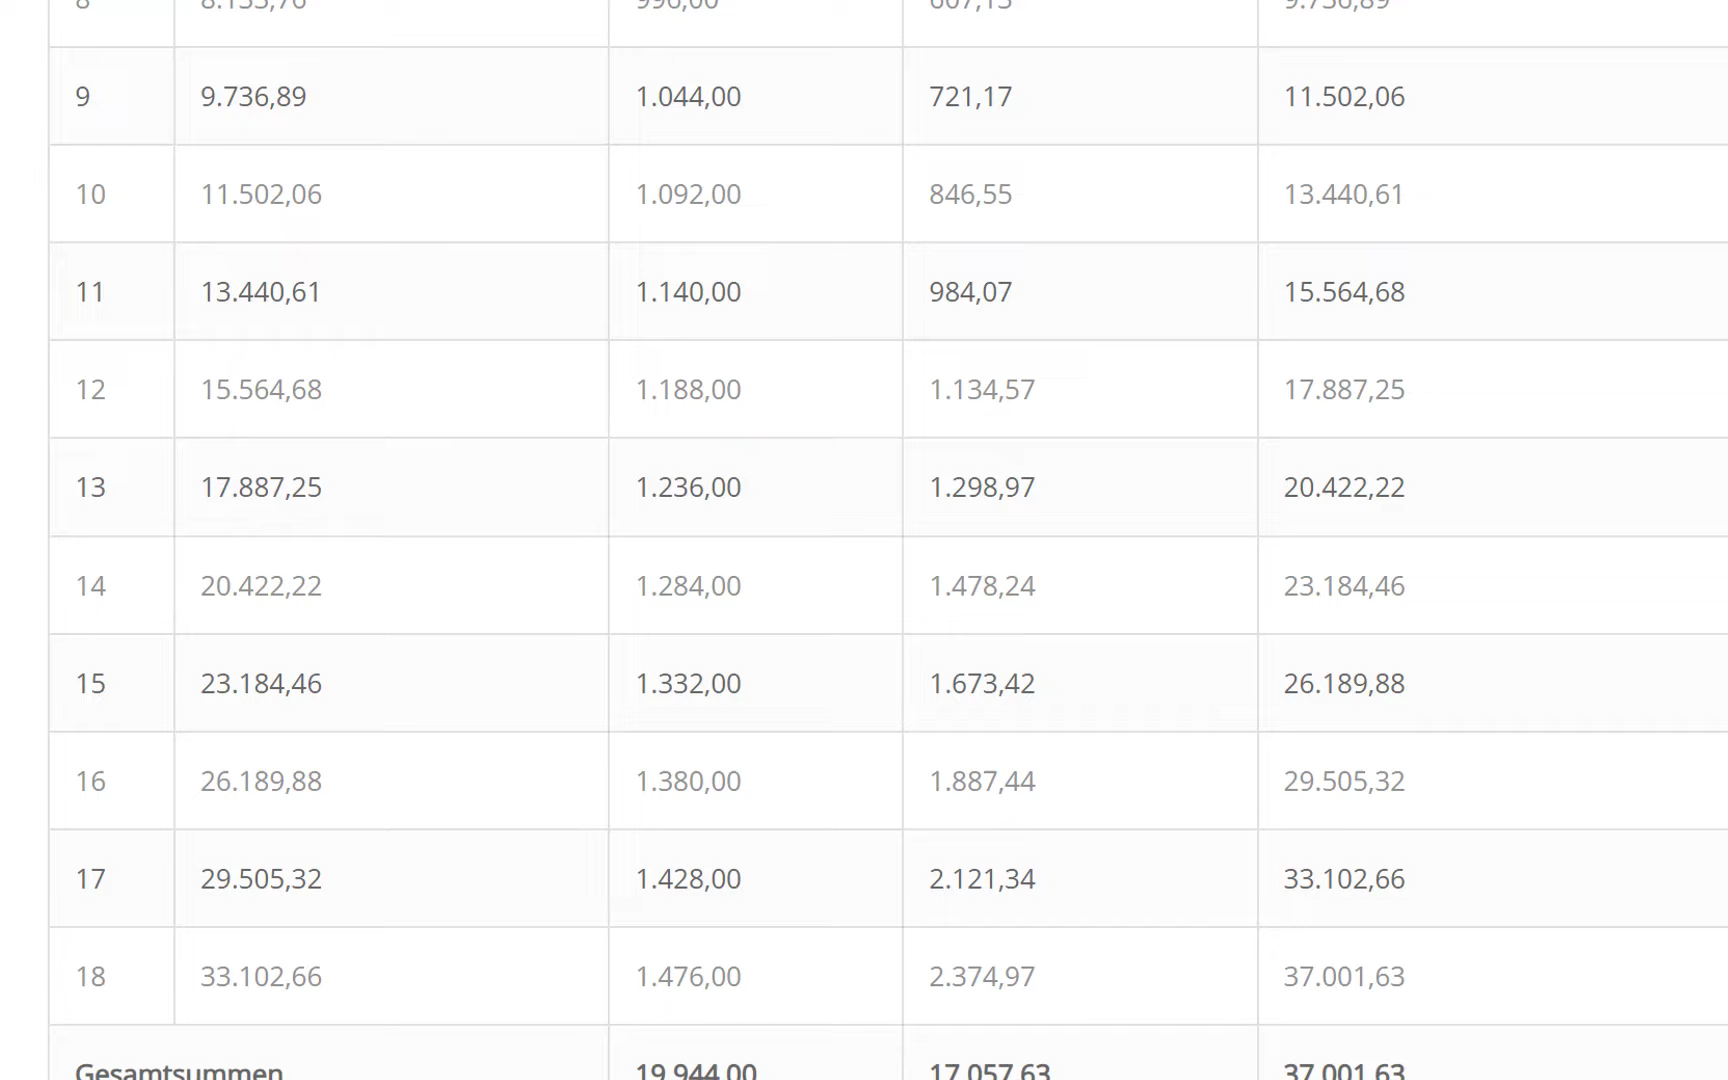 8 996,00 9.736,89
9 9.736,89 1.044,00 721,17 11.502,06
10 11.502,06 1.092,00 846,55 13.440,61
11 13.440,61 1.140,00 984,07 15.564,68
12 15.564,68 1.188,00 1.134,57 17.887,25
13 17.887,25 1.236,00 1.298,97 20.422,22
14 20.422,22 1.284,00 1.478,24 23.184,46
15 23.184,46 1.332,00 1.673,42 26.189,88
16 26.189,88 1.380,00 1.887,44 29.505,32
17 29.505,32 1.428,00 2.121,34 33.102,66
18 33.102,66 1.476,00 2.374,97 37.001,63
Gesamtsummen 19.944,00 17.057,63 37.001,63